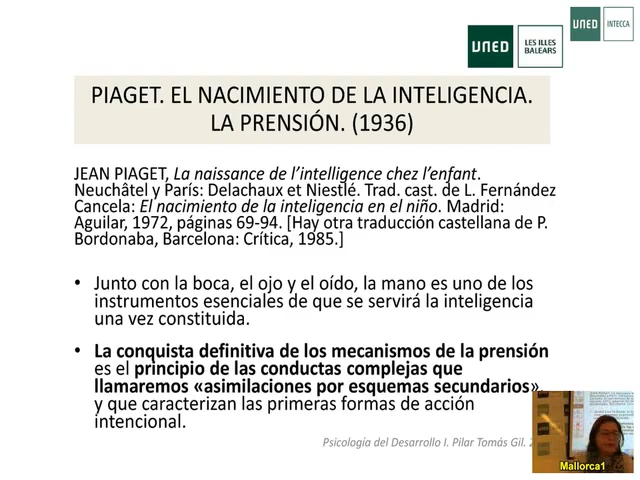 UNED
INTECCA
UNED
LES ILLES
BALEARS
PIAGET. EL NACIMIENTO DE LA INTELIGENCIA.
LA PRENSIÓN. (1936)
JEAN PIAGET, La naissance de l’intelligence chez l’enfant.
Neuchâtel y París: Delachaux et Niestlé. Trad. cast. de L. Fernández
Cancela: El nacimiento de la inteligencia en el niño. Madrid:
Aguilar, 1972, páginas 69-94. [Hay otra traducción castellana de P.
Bordonaba, Barcelona: Crítica, 1985.]
• Junto con la boca, el ojo y el oído, la mano es uno de los
instrumentos esenciales de que se servirá la inteligencia
una vez constituida.
• La conquista definitiva de los mecanismos de la prensión
es el principio de las conductas complejas que
llamaremos «asimilaciones por esquemas secundarios»
y que caracterizan las primeras formas de acción
intencional.
Psicología del Desarrollo I. Pilar Tomás Gil.
Mallorca1